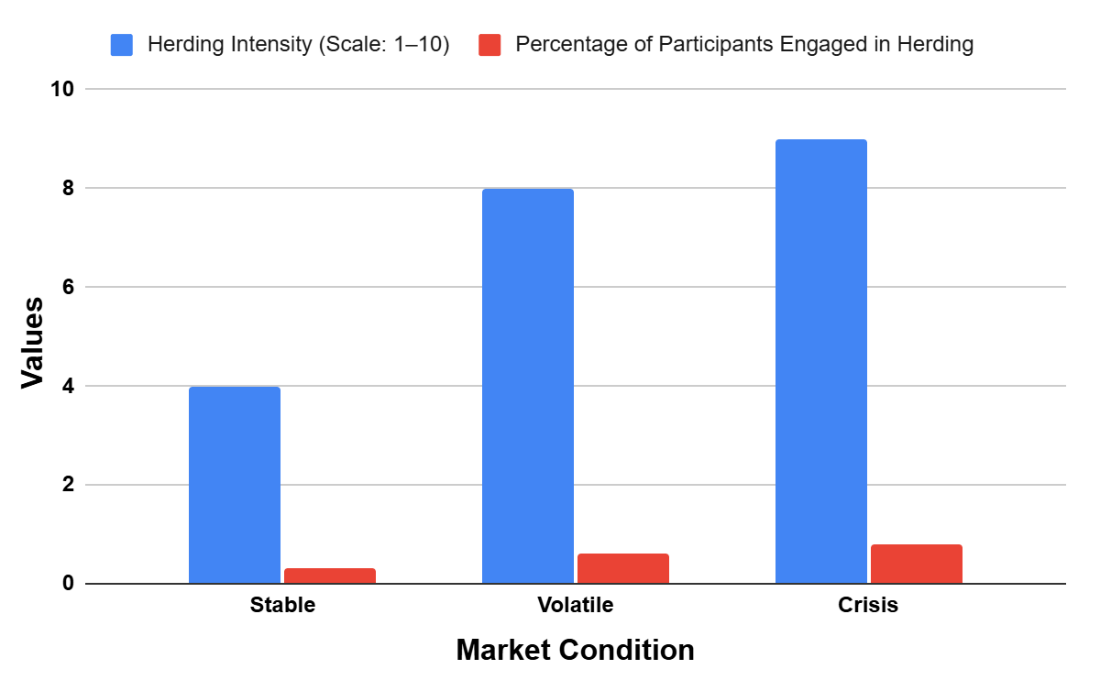 Herding Intensity (Scale: 1–10) Percentage of Participants Engaged in Herding
10
8
6
4
2
0
Values
Stable Volatile Crisis
Market Condition